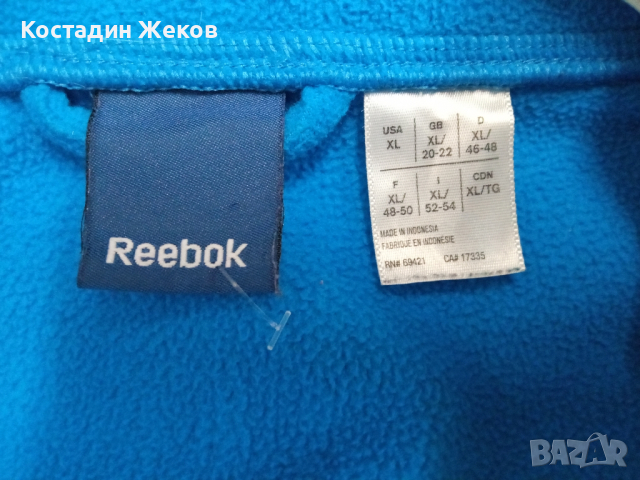 Костадин Жеков
Reebok
USA
XL
GB
XL/
20-22
D
XL/
46-48
F
XL/
48-50
I
XL/
52-54
CDN
XL/TG
MADE IN INDONESIA
FABRIQUE EN INDONÉSIE
RN# 69421 CA# 17335
BAZAR